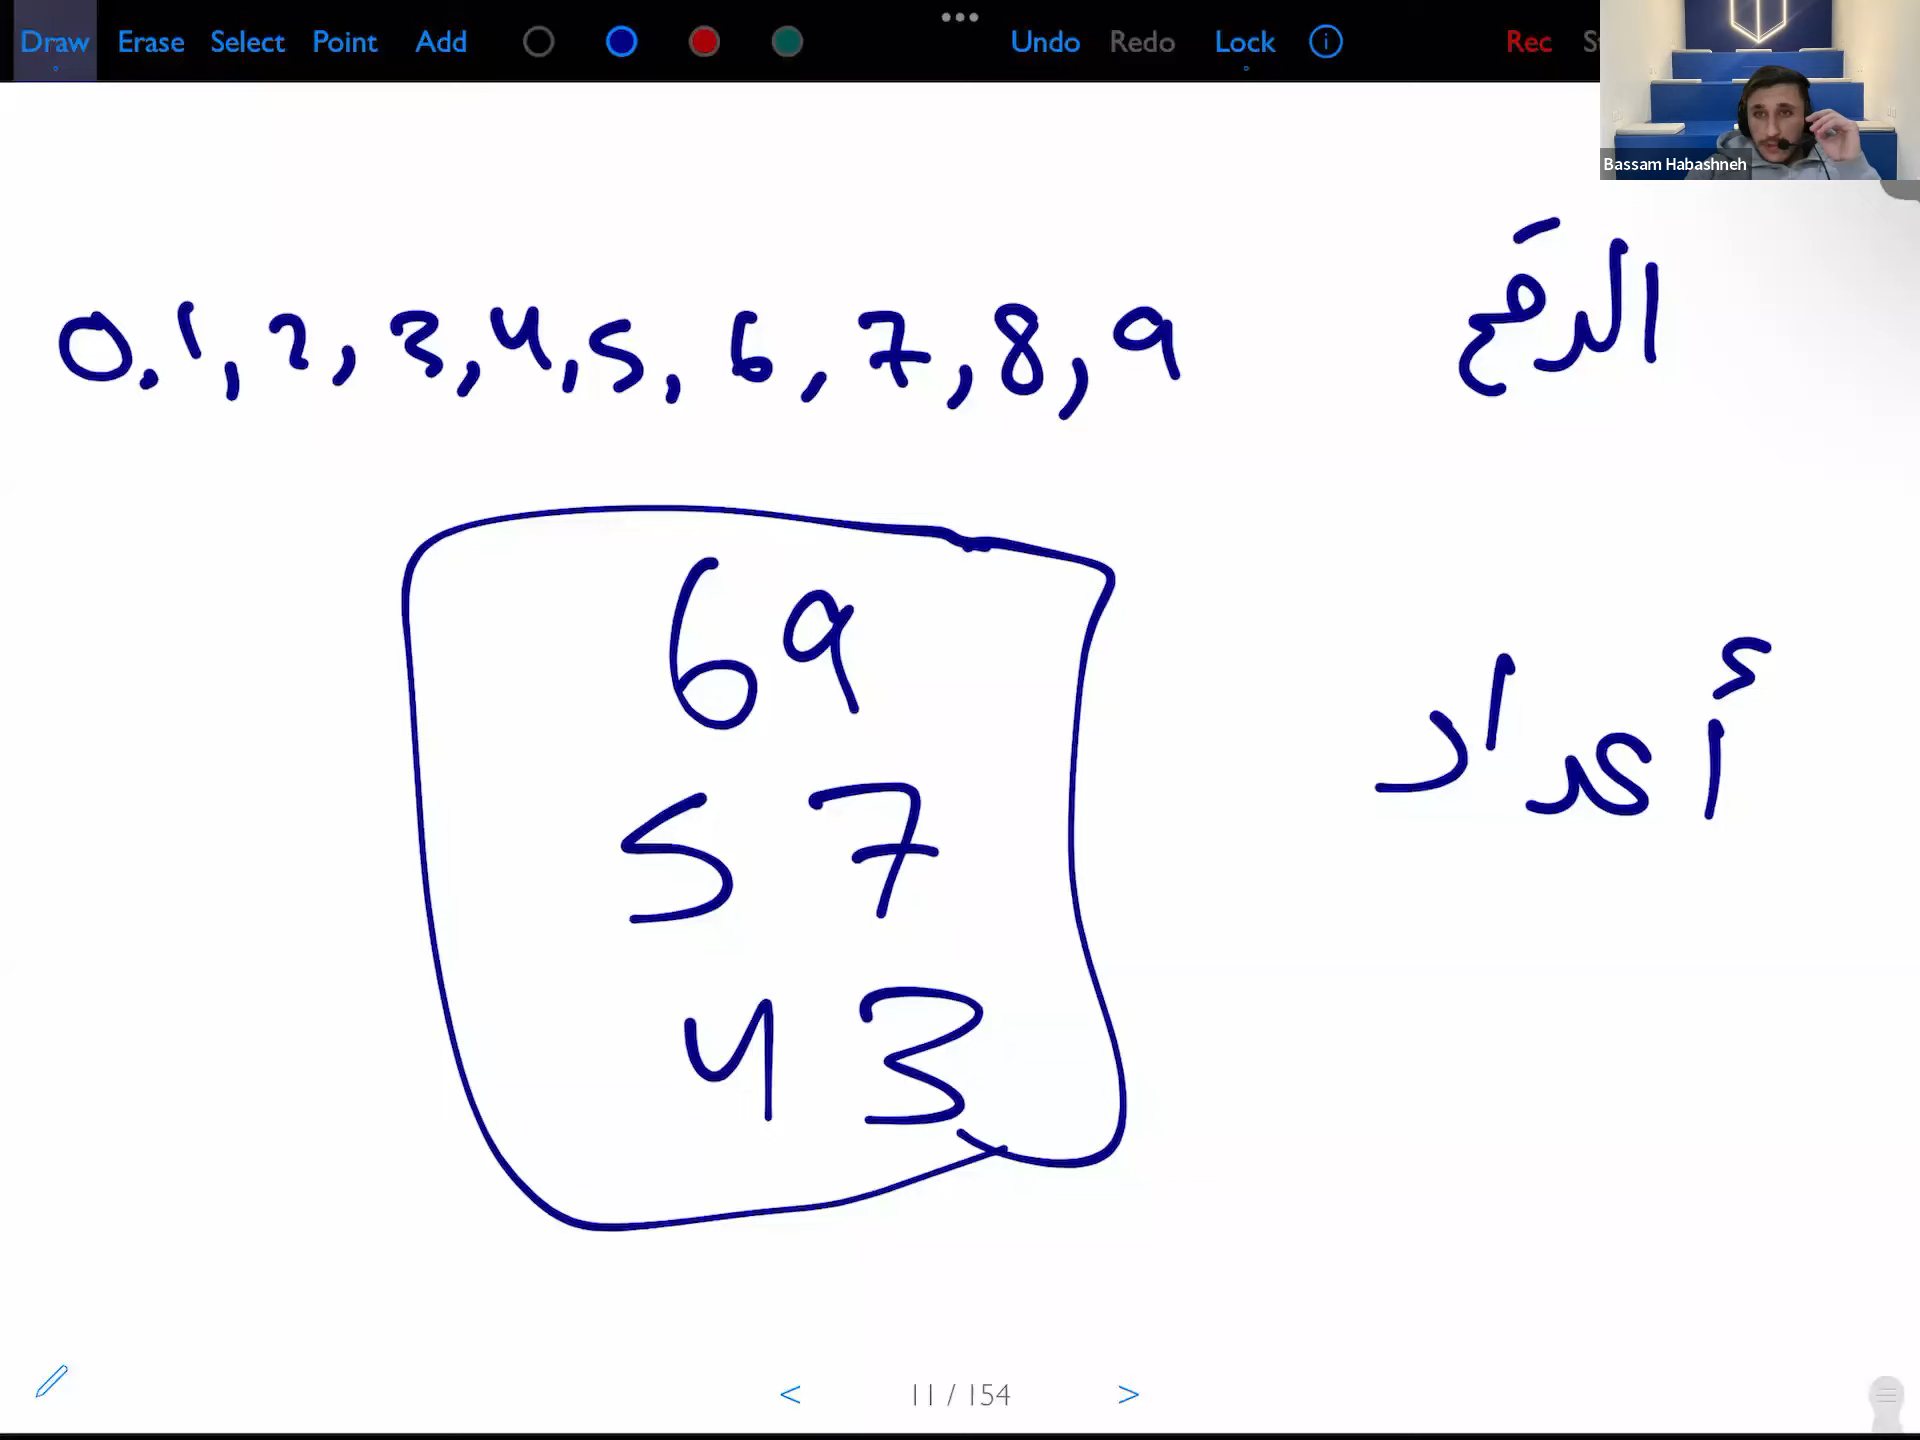 Draw Erase Select Point Add Undo Redo Lock Rec
Bassam Habashneh
0, 1, 2, 3, 4, 5, 6, 7, 8, 9
69
أعداد
57
43
< 11 / 154 >